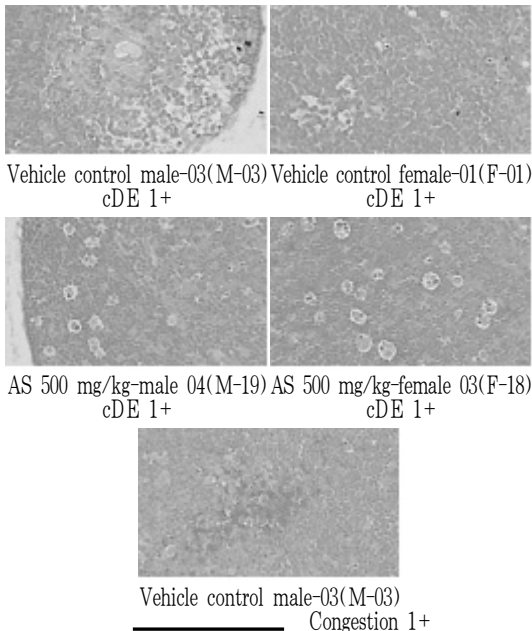 Vehicle control male-03(M-03) Vehicle control female-01(F-01)
cDE 1+ cDE 1+
AS 500 mg/kg-male 04(M-19) AS 500 mg/kg-female 03(F-18)
cDE 1+ cDE 1+
Vehicle control male-03(M-03)
Congestion 1+